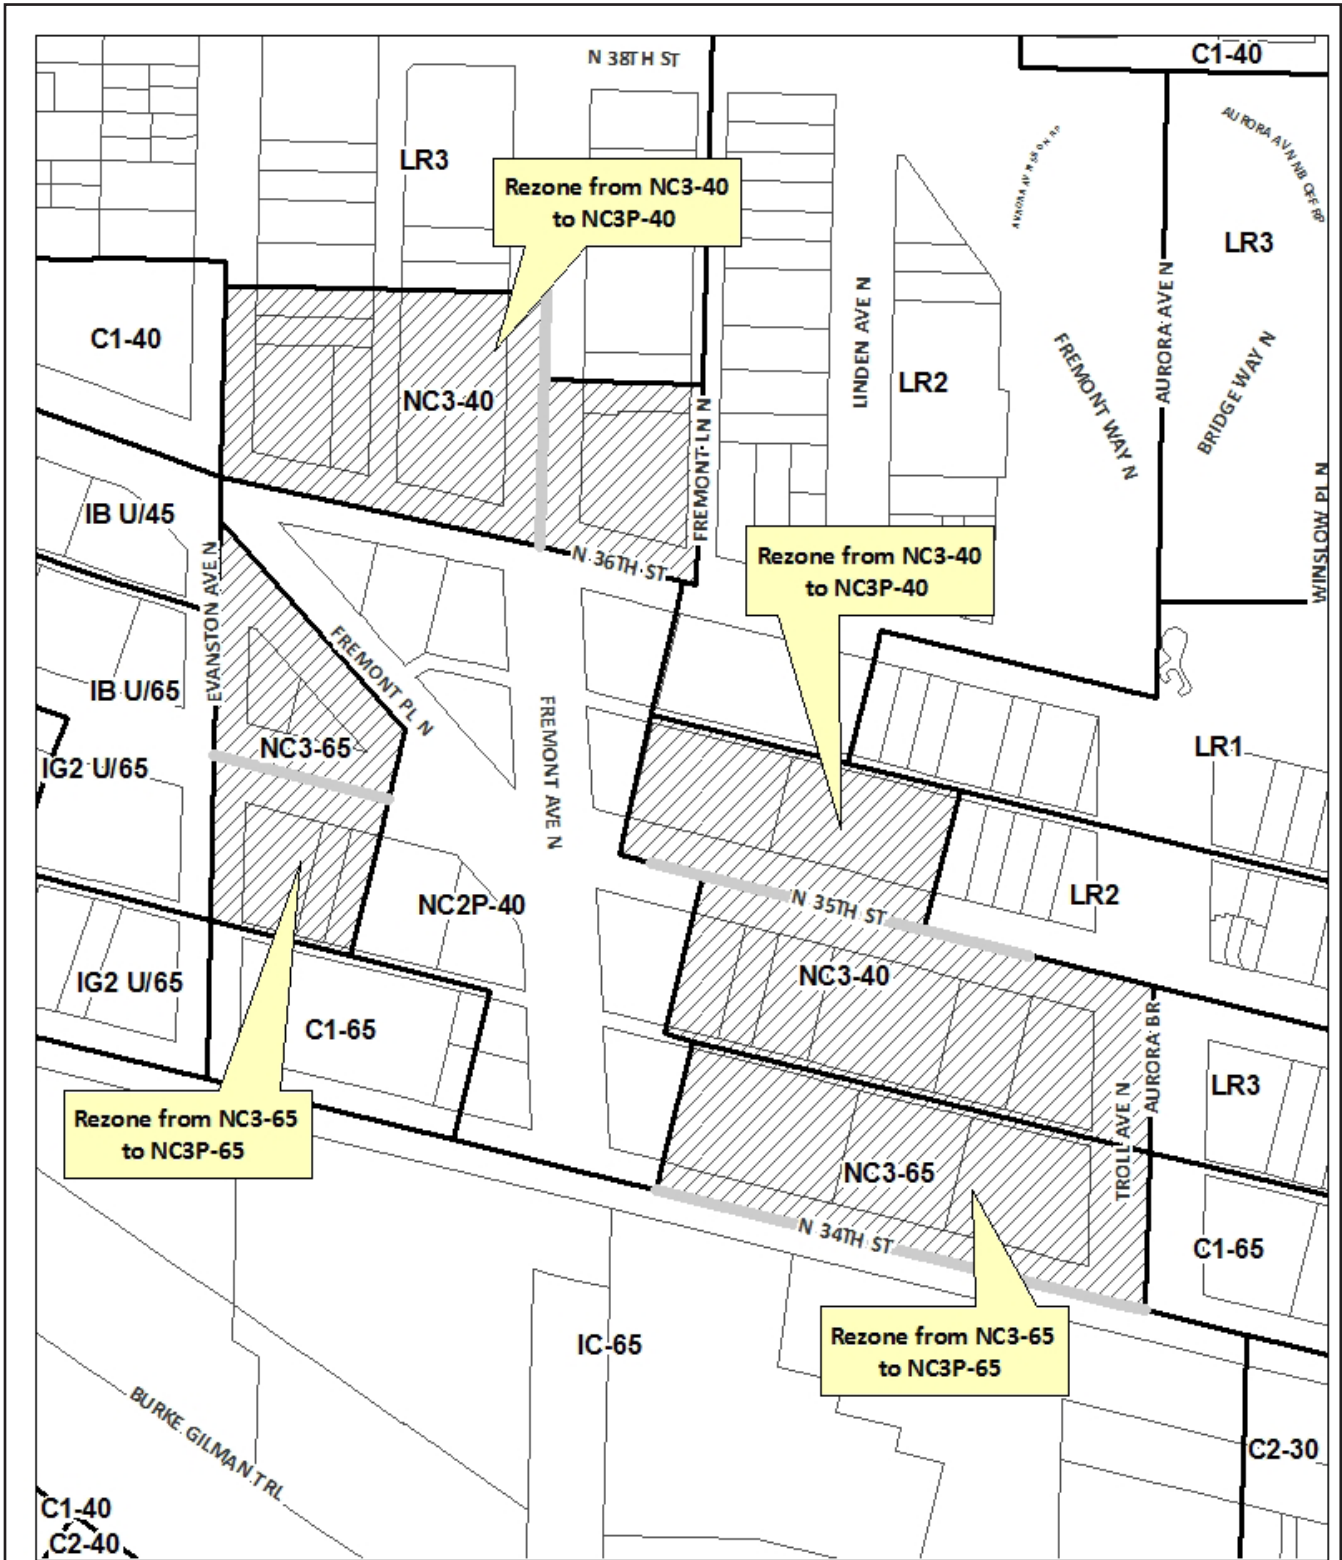 N 38TH ST
C1-40
AURORA AV N NB OFF RP
LR3
Rezone from NC3-40
to NC3P-40
LR3
C1-40
NC3-40
LINDEN AVE N
LR2
AURORA AVE N
FREMONT WAY N
BRIDGE WAY N
FREMONT LN N
WINSLOW PL N
IB U/45
N 36TH ST
Rezone from NC3-40
to NC3P-40
EVANSTON AVE N
FREMONT PL N
IB U/65
NC3-65
IG2 U/65
FREMONT AVE N
LR1
NC2P-40
N 35TH ST
LR2
IG2 U/65
NC3-40
C1-65
AURORA BR
TROLL AVE N
LR3
Rezone from NC3-65
to NC3P-65
NC3-65
N 34TH ST
C1-65
IC-65
Rezone from NC3-65
to NC3P-65
BURKE GILMAN TRL
C2-30
C1-40
C2-40